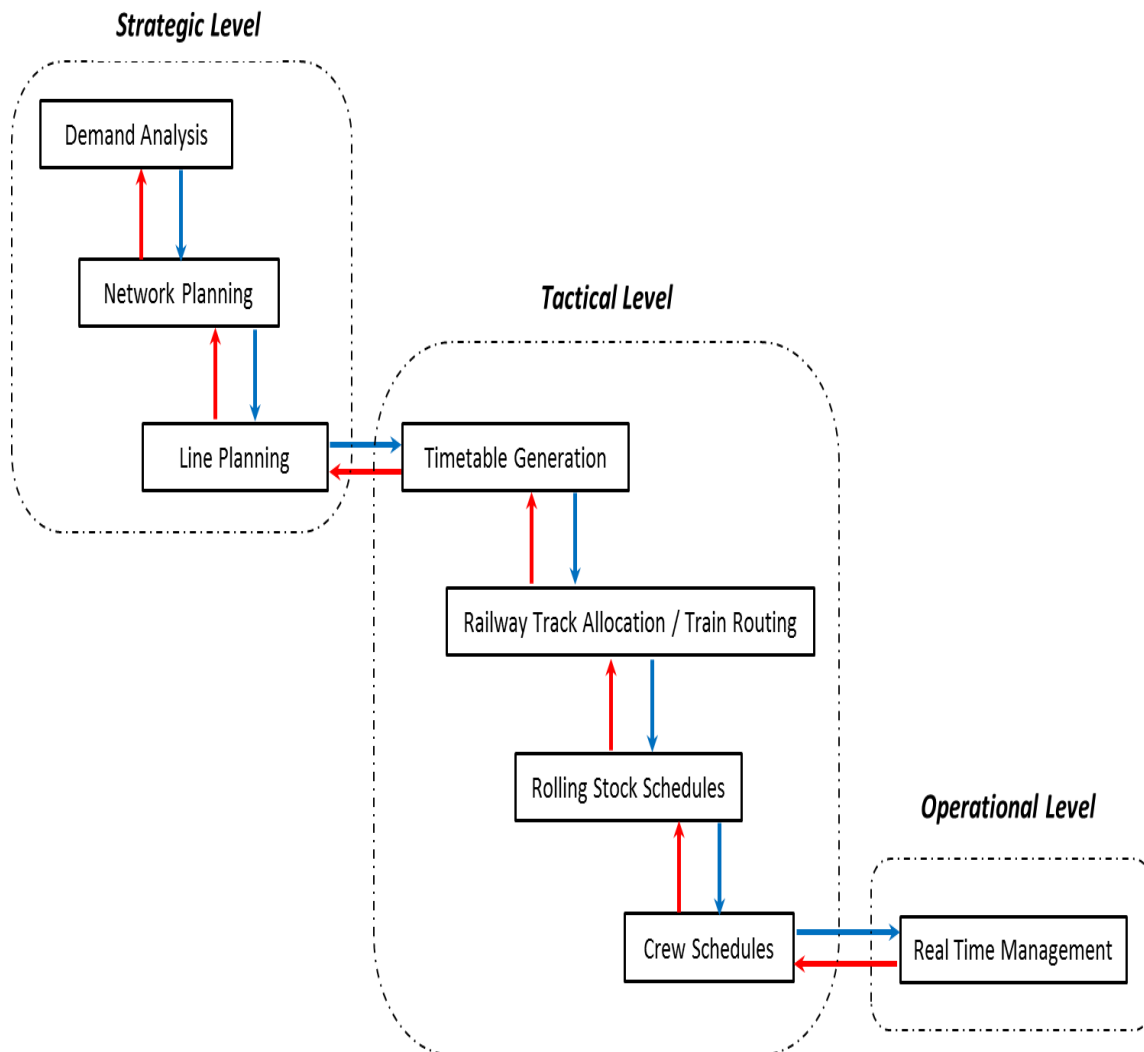 Strategic Level
Demand Analysis
Network Planning
Tactical Level
Line Planning
Timetable Generation
Railway Track Allocation / Train Routing
Rolling Stock Schedules
Operational Level
Crew Schedules
Real Time Management